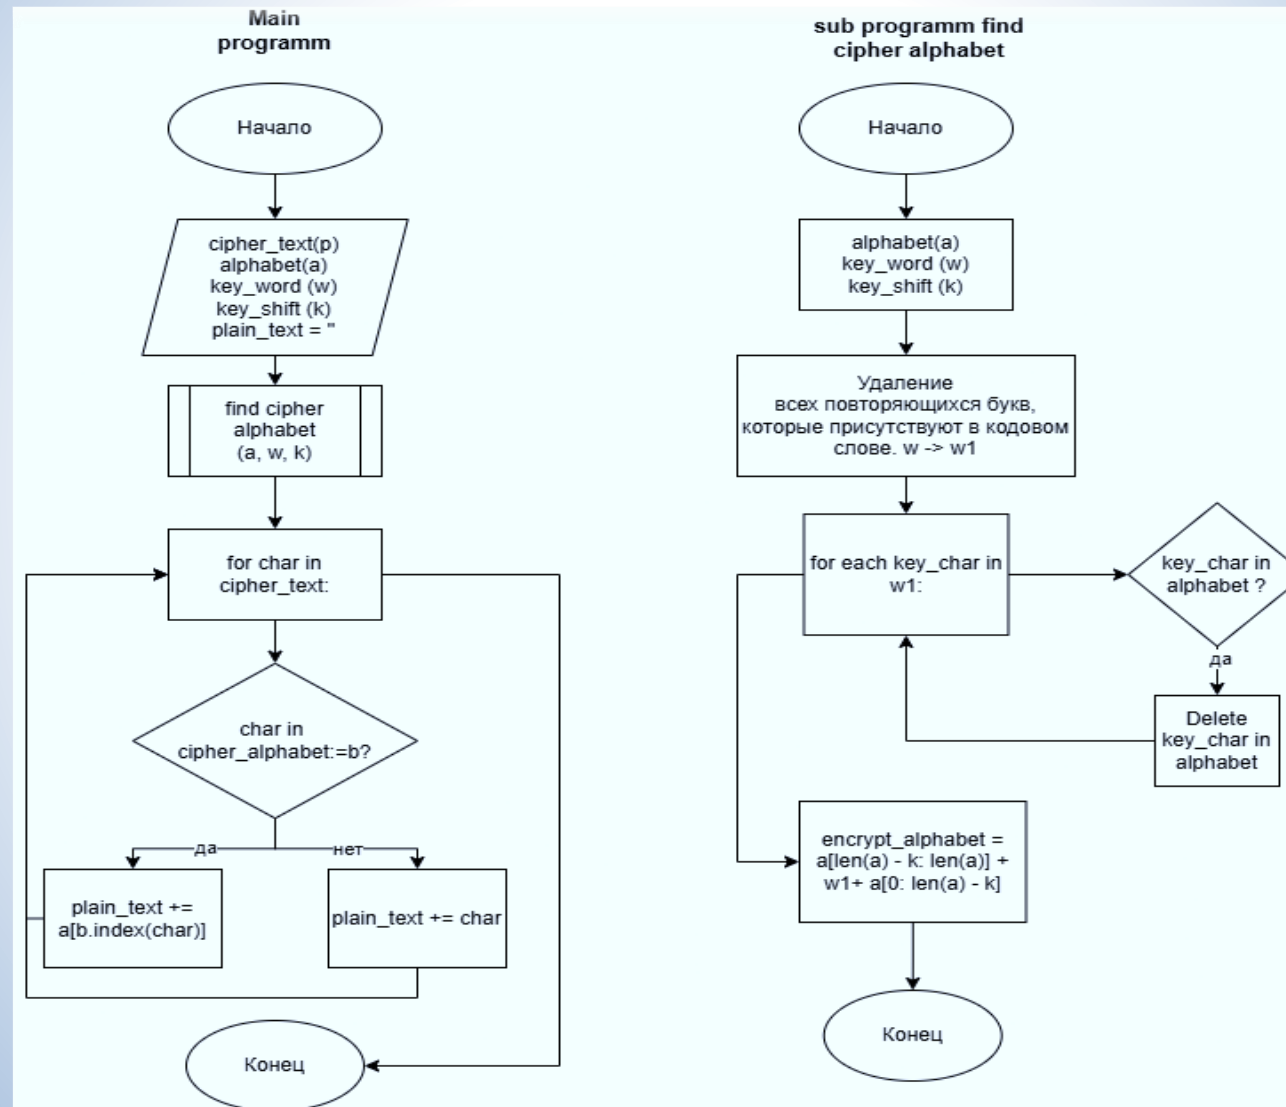 Main
programm
Начало
cipher_text(p)
alphabet(a)
key_word (w)
key_shift (k)
plain_text = "
find cipher
alphabet
(a, w, k)
for char in
cipher_text:
char in
cipher_alphabet:=b?
да
нет
plain_text +=
a[b.index(char)]
plain_text += char
Конец
sub programm find
cipher alphabet
Начало
alphabet(a)
key_word (w)
key_shift (k)
Удаление
всех повторяющихся букв,
которые присутствуют в кодовом
слове. w -> w1
for each key_char in
w1:
key_char in
alphabet ?
да
Delete
key_char in
alphabet
encrypt_alphabet =
a[len(a) - k: len(a)] +
w1+ a[0: len(a) - k]
Конец